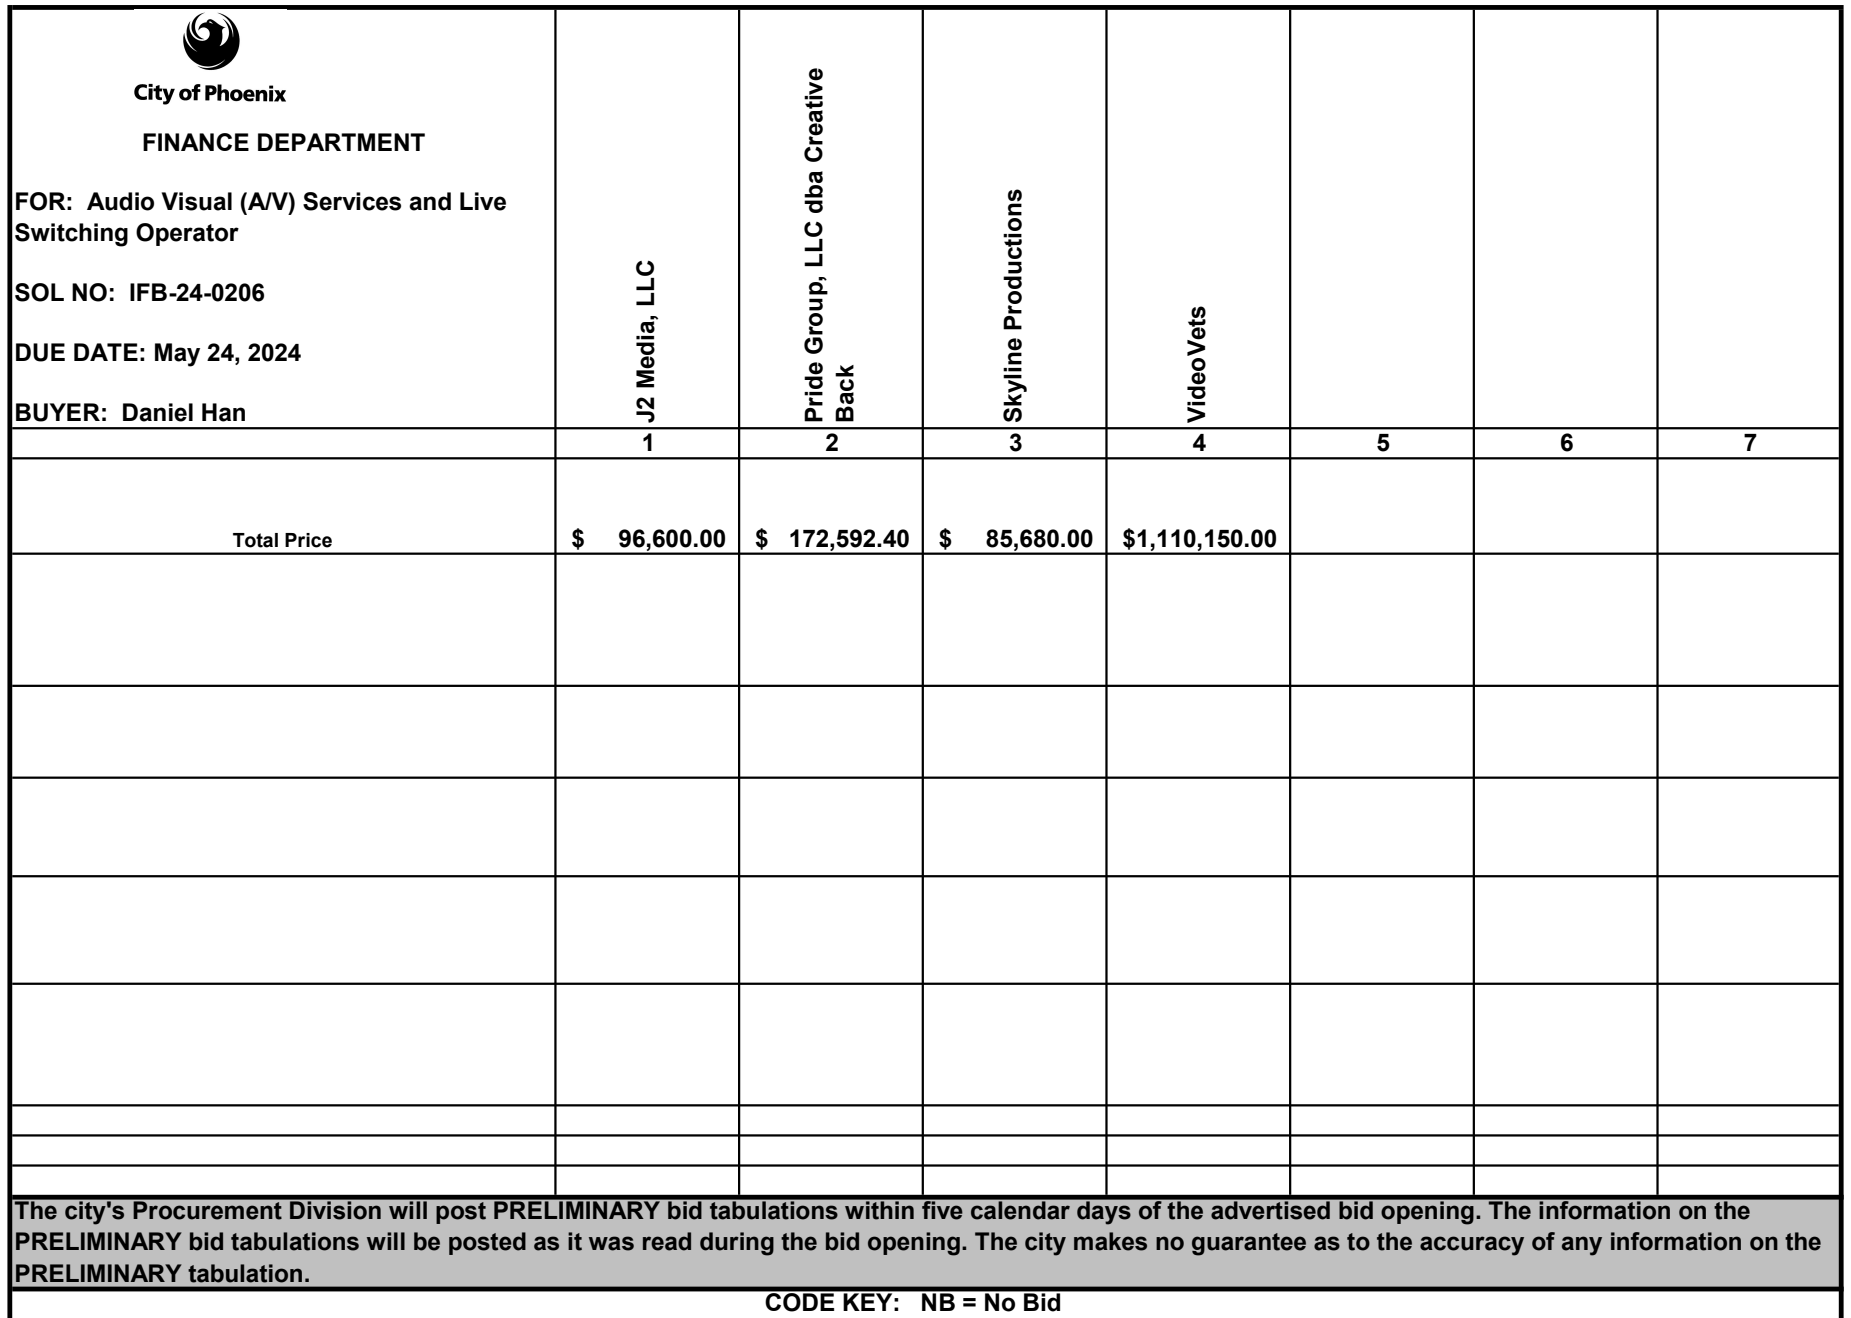 City of Phoenix
FINANCE DEPARTMENT
FOR: Audio Visual (A/V) Services and Live
Switching Operator
SOL NO: IFB-24-0206
DUE DATE: May 24, 2024
BUYER: Daniel Han
J2 Media, LLC
Pride Group, LLC dba Creative
Back
Skyline Productions
VideoVets
1 2 3 4 5 6 7
Total Price $ 96,600.00 $ 172,592.40 $ 85,680.00 $1,110,150.00
The city's Procurement Division will post PRELIMINARY bid tabulations within five calendar days of the advertised bid opening. The information on the
PRELIMINARY bid tabulations will be posted as it was read during the bid opening. The city makes no guarantee as to the accuracy of any information on the
PRELIMINARY tabulation.
CODE KEY: NB = No Bid